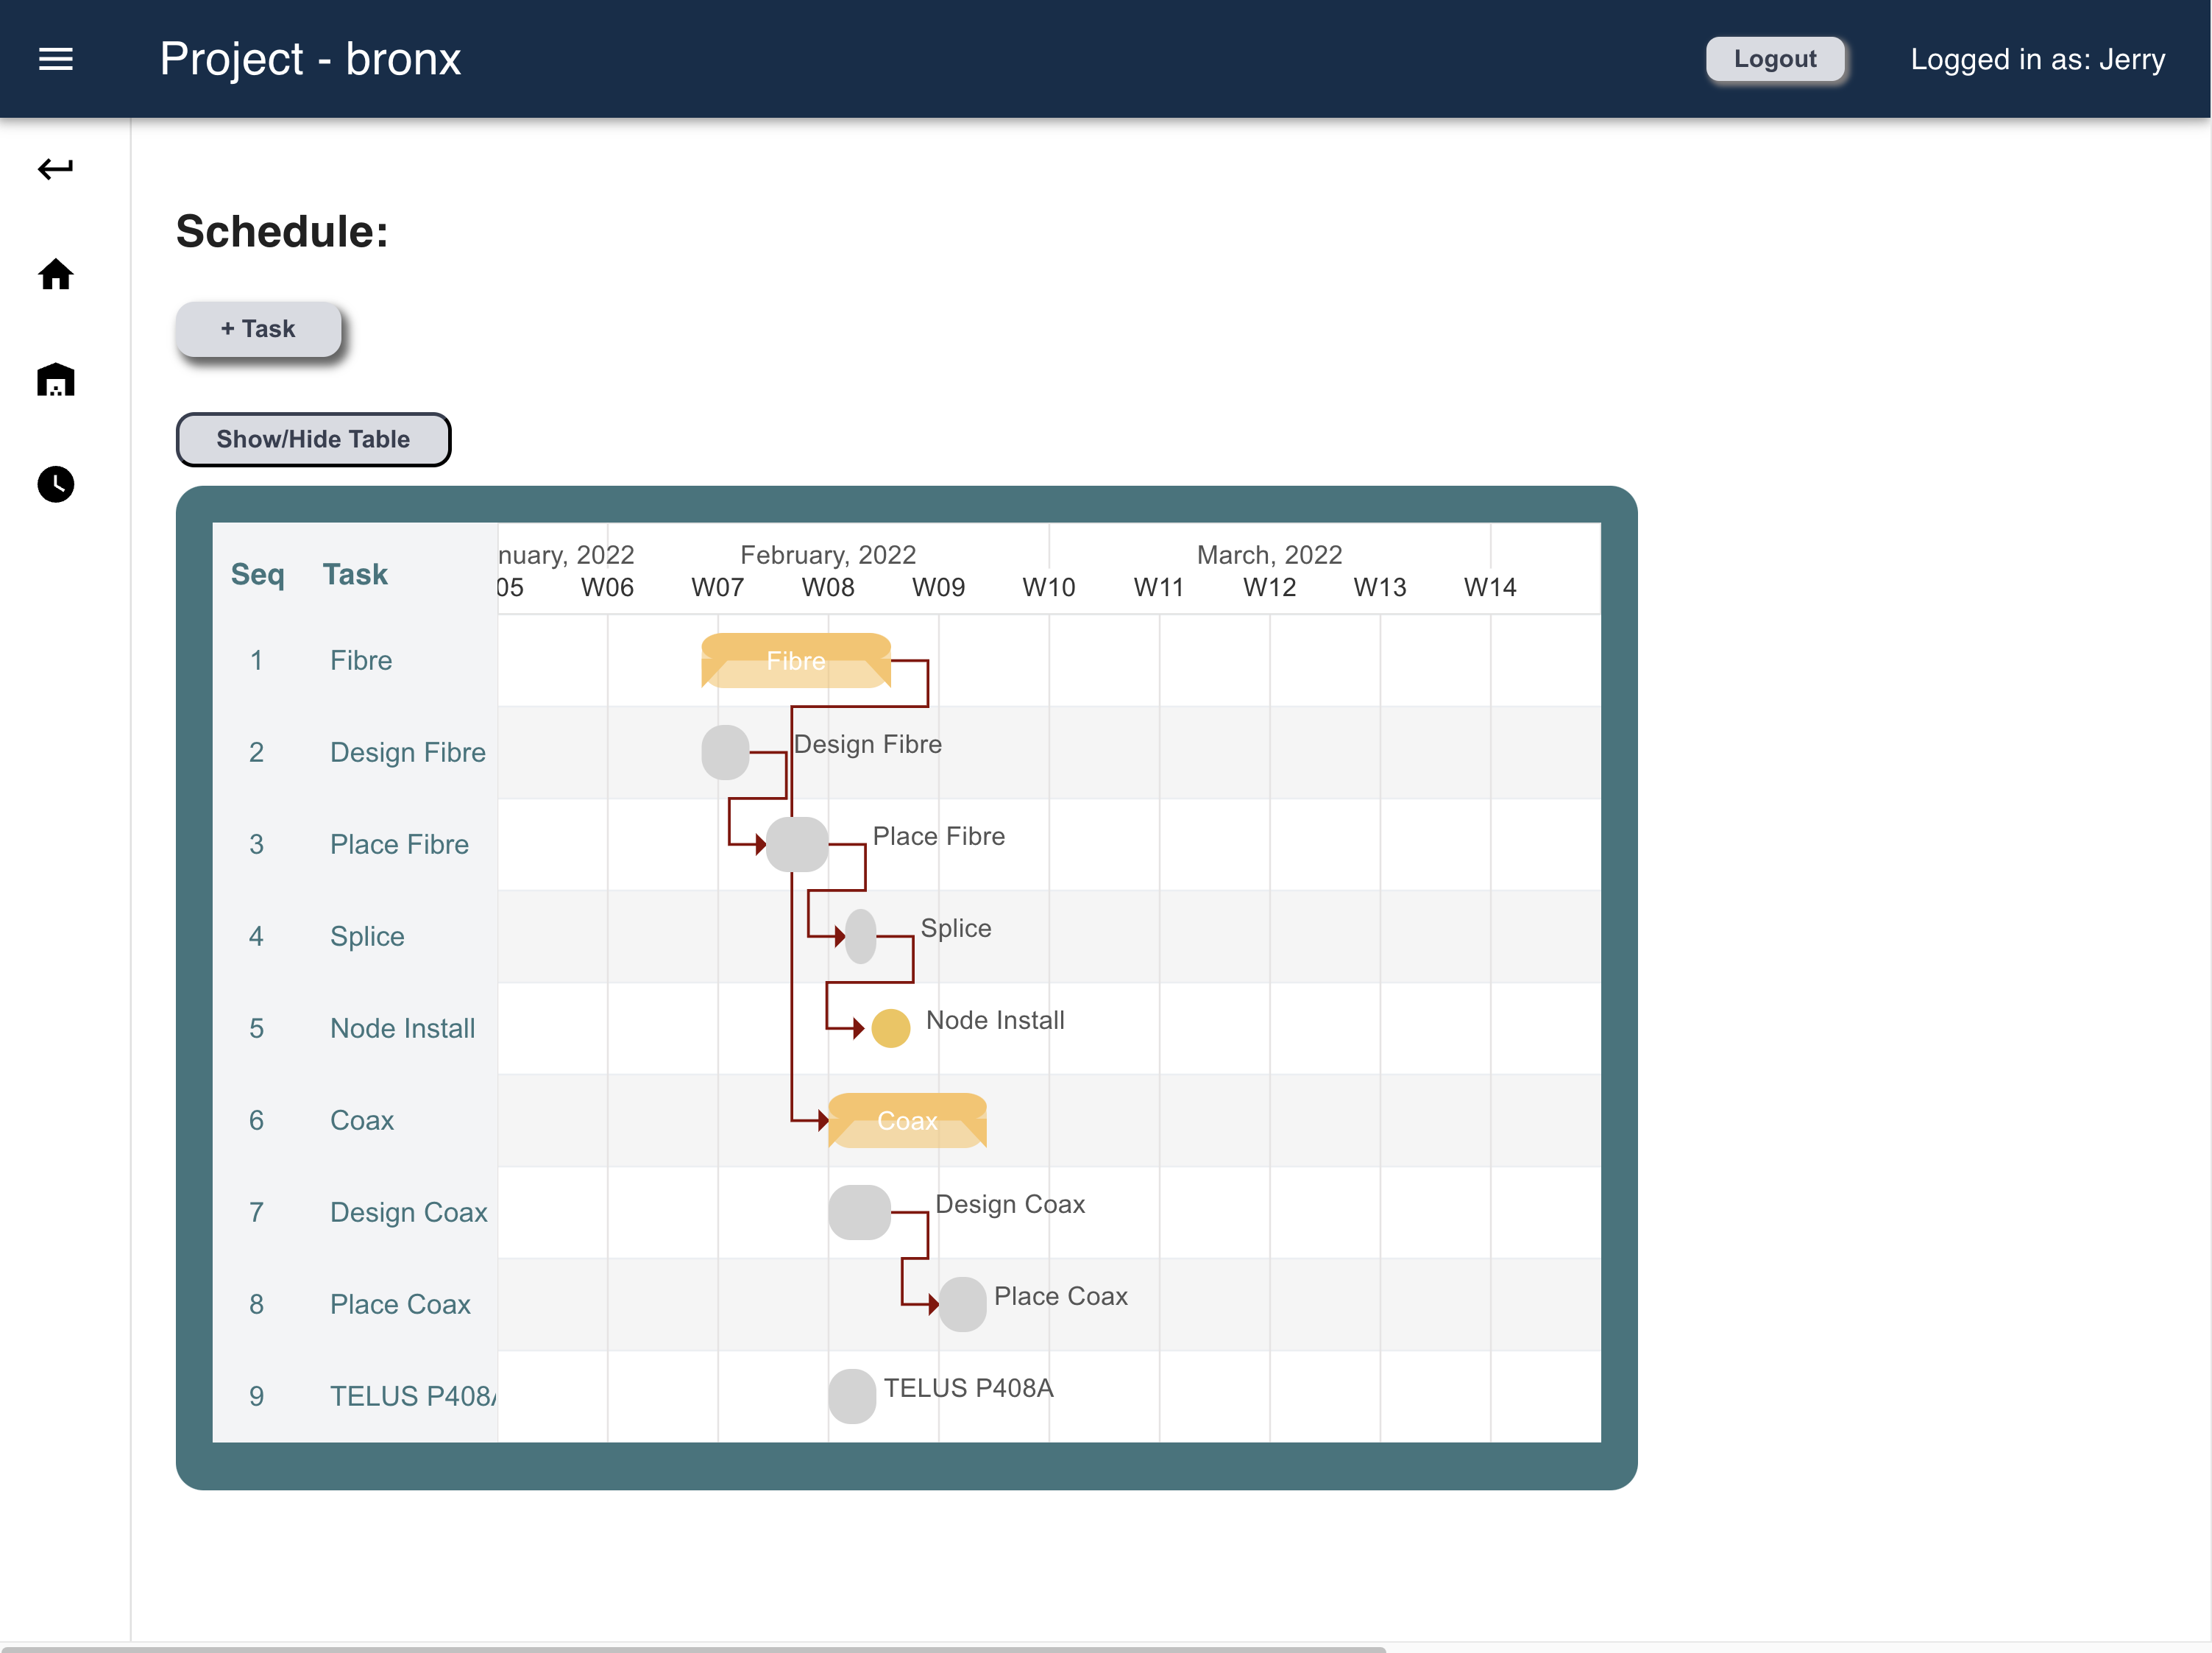 Project - bronx
Logout
Logged in as: Jerry
Schedule:
+ Task
Show/Hide Table
Seq Task
nuary, 2022 February, 2022 March, 2022
05 W06 W07 W08 W09 W10 W11 W12 W13 W14
1 Fibre Fibre
2 Design Fibre Design Fibre
3 Place Fibre Place Fibre
4 Splice Splice
5 Node Install Node Install
6 Coax Coax
7 Design Coax Design Coax
8 Place Coax Place Coax
9 TELUS P408A TELUS P408A